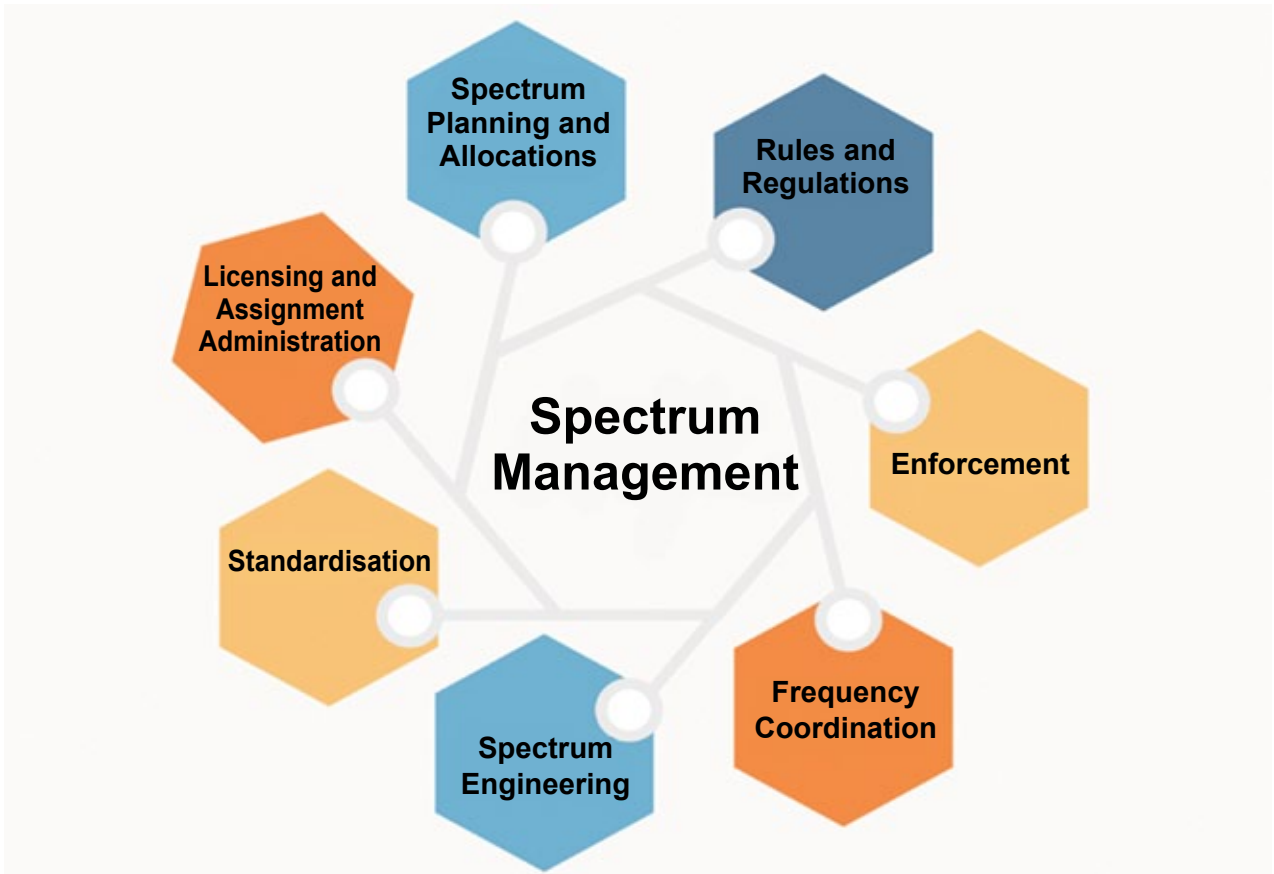 Spectrum
Planning and
Allocations
Rules and
Regulations
Licensing and
Assignment
Administration
Spectrum
Management
Enforcement
Standardisation
Frequency
Coordination
Spectrum
Engineering